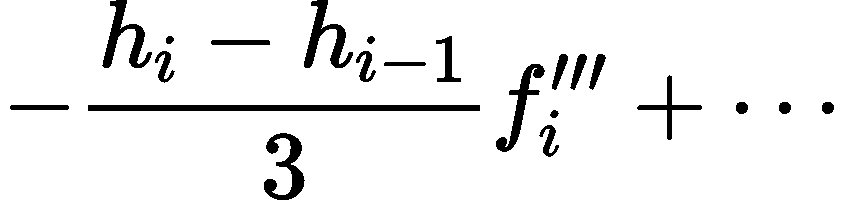 $-\frac{h_i - h_{i-1}}{3} f_i''' + \cdots$